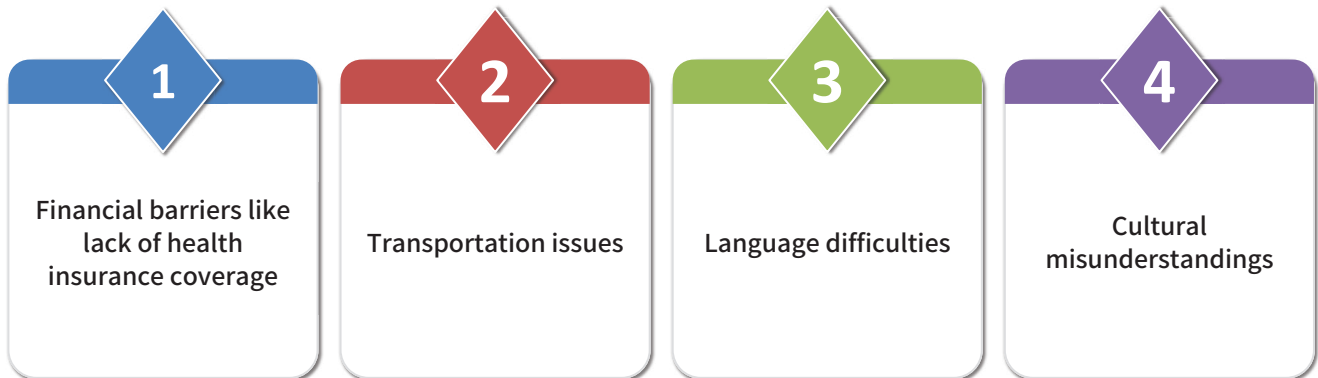 1
Financial barriers like
lack of health
insurance coverage
2
Transportation issues
3
Language difficulties
4
Cultural
misunderstandings